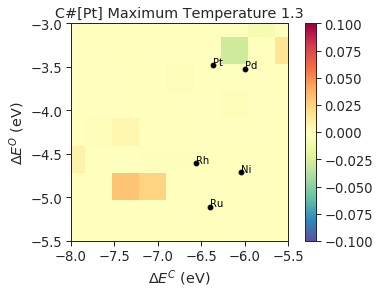 C#[Pt] Maximum Temperature 1.3
−3.0
−3.5
−4.0
−4.5
−5.0
−5.5
ΔE^O (eV)
Pt
Pd
Rh
Ni
Ru
−8.0 −7.5 −7.0 −6.5 −6.0 −5.5
ΔE^C (eV)
0.100
0.075
0.050
0.025
0.000
−0.025
−0.050
−0.075
−0.100